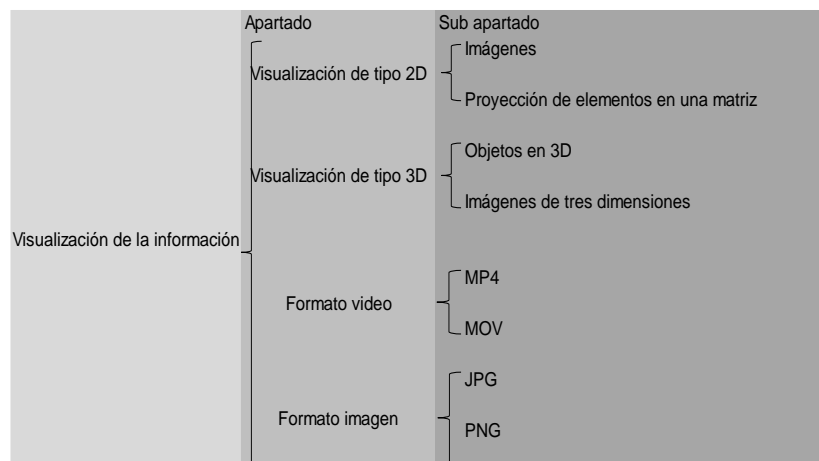 Apartado
Sub apartado
Imágenes
Visualización de tipo 2D
Proyección de elementos en una matriz
Objetos en 3D
Visualización de tipo 3D
Imágenes de tres dimensiones
Visualización de la información
MP4
Formato video
MOV
JPG
Formato imagen
PNG